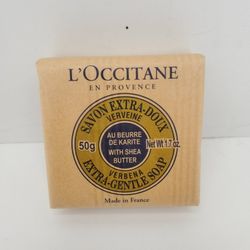 L'OCCITANE
EN PROVENCE
SAVON EXTRA-DOUX
VERVEINE
50g
AU BEURRE
DE KARITE
WITH SHEA
BUTTER
Net Wt 1.7 oz.
VERBENA
EXTRA-GENTLE SOAP
Made in France